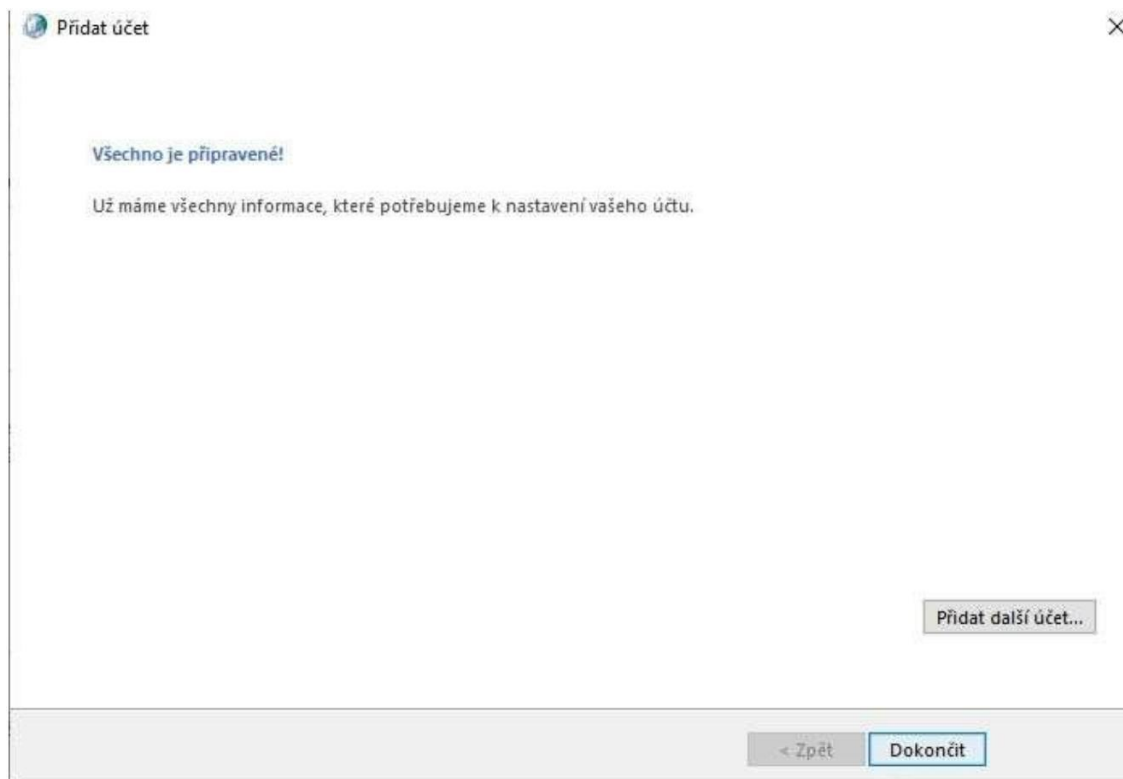 Přidat účet
Všechno je připravené!
Už máme všechny informace, které potřebujeme k nastavení vašeho účtu.
Přidat další účet...
< Zpět
Dokončit